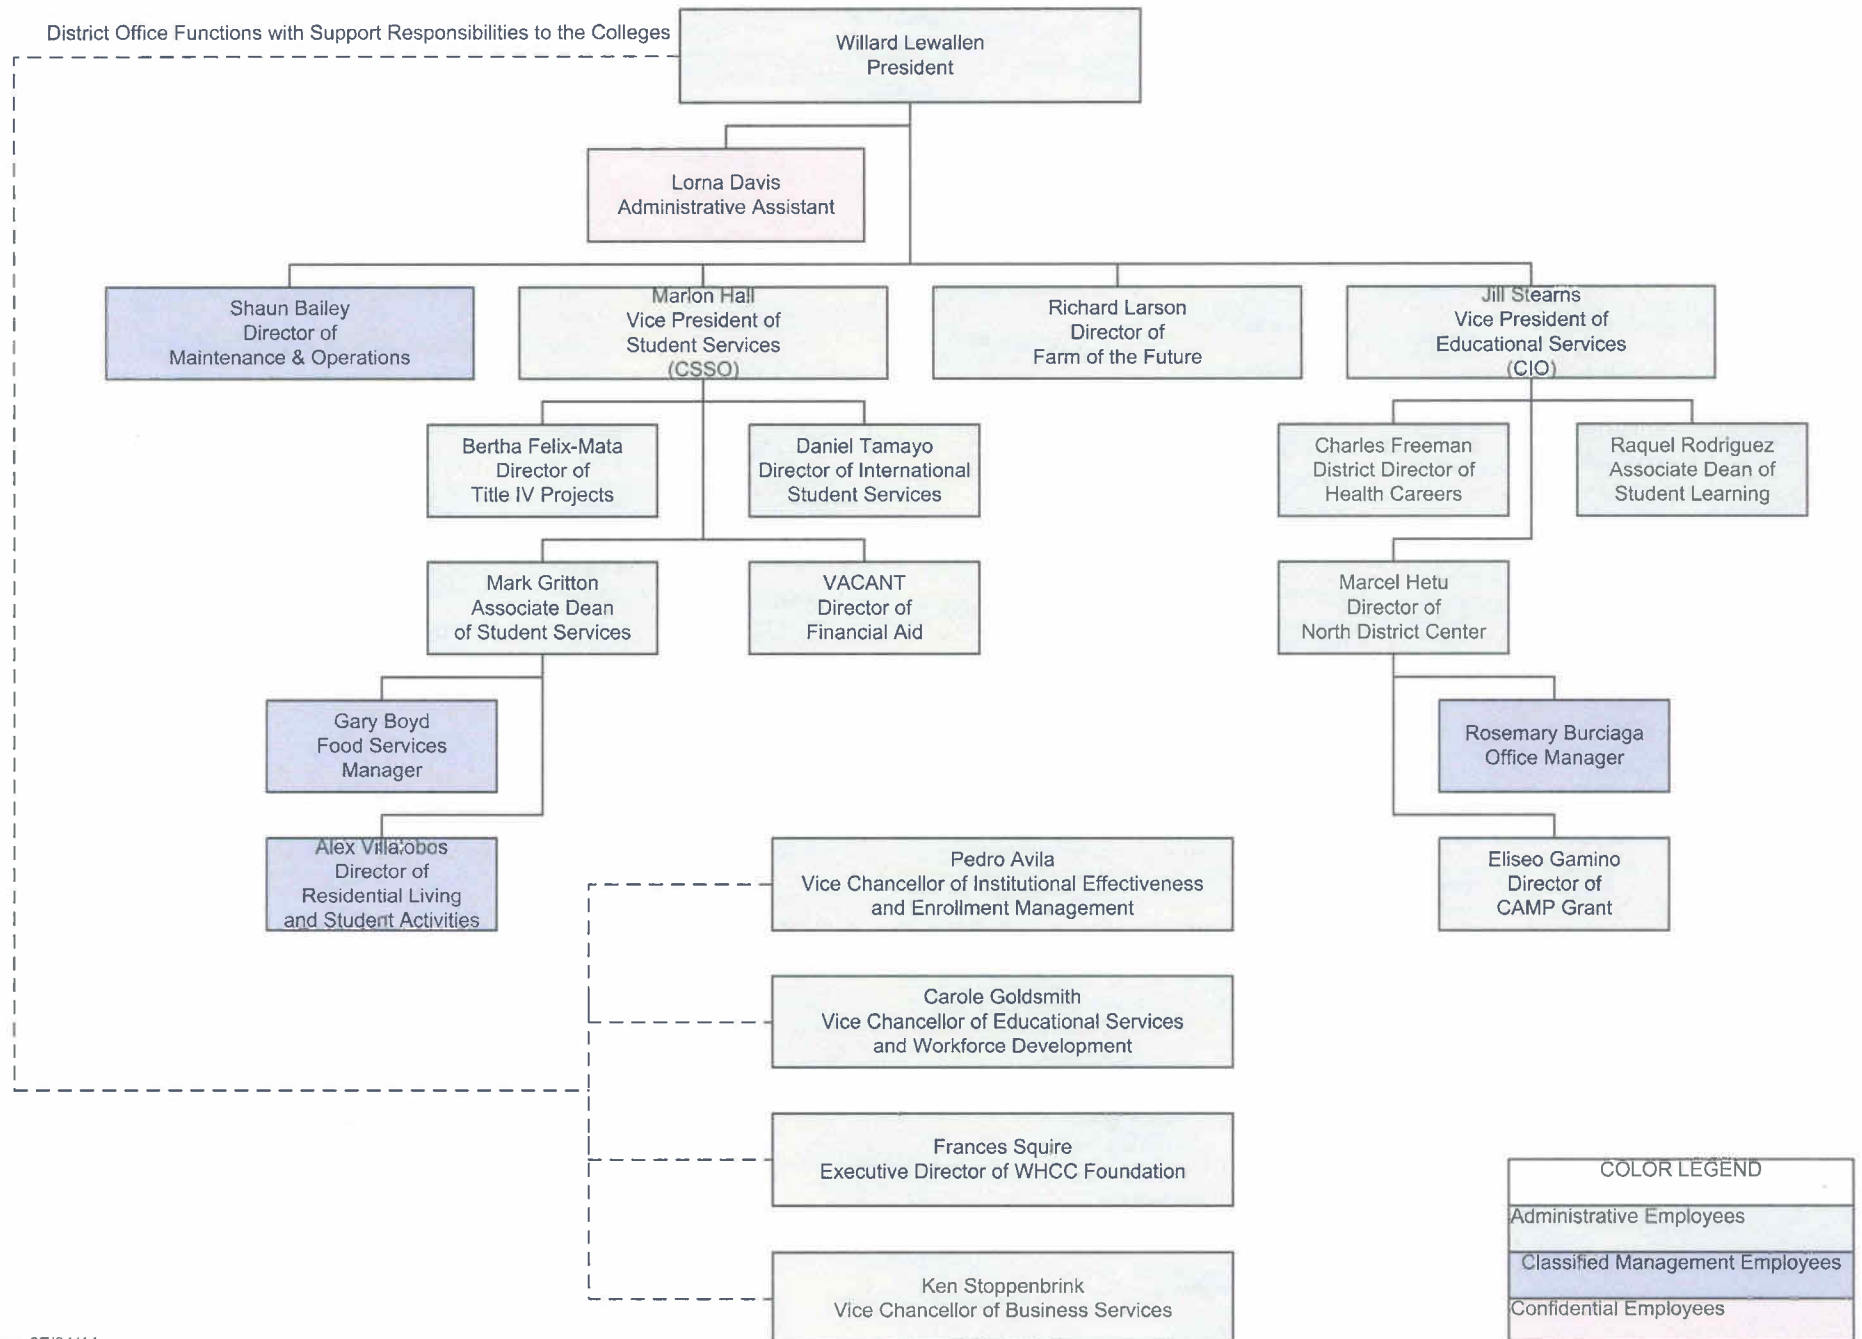 District Office Functions with Support Responsibilities to the Colleges
Willard Lewallen
President
Lorna Davis
Administrative Assistant
Shaun Bailey
Director of
Maintenance & Operations
Marlon Hall
Vice President of
Student Services
(CSSO)
Richard Larson
Director of
Farm of the Future
Jill Stearns
Vice President of
Educational Services
(CIO)
Bertha Felix-Mata
Director of
Title IV Projects
Daniel Tamayo
Director of International
Student Services
Charles Freeman
District Director of
Health Careers
Raquel Rodriguez
Associate Dean of
Student Learning
Mark Gritton
Associate Dean
of Student Services
VACANT
Director of
Financial Aid
Marcel Hetu
Director of
North District Center
Gary Boyd
Food Services
Manager
Rosemary Burciaga
Office Manager
Alex Villalobos
Director of
Residential Living
and Student Activities
Pedro Avila
Vice Chancellor of Institutional Effectiveness
and Enrollment Management
Eliseo Gamino
Director of
CAMP Grant
Carole Goldsmith
Vice Chancellor of Educational Services
and Workforce Development
Frances Squire
Executive Director of WHCC Foundation
Ken Stoppenbrink
Vice Chancellor of Business Services
COLOR LEGEND
Administrative Employees
Classified Management Employees
Confidential Employees